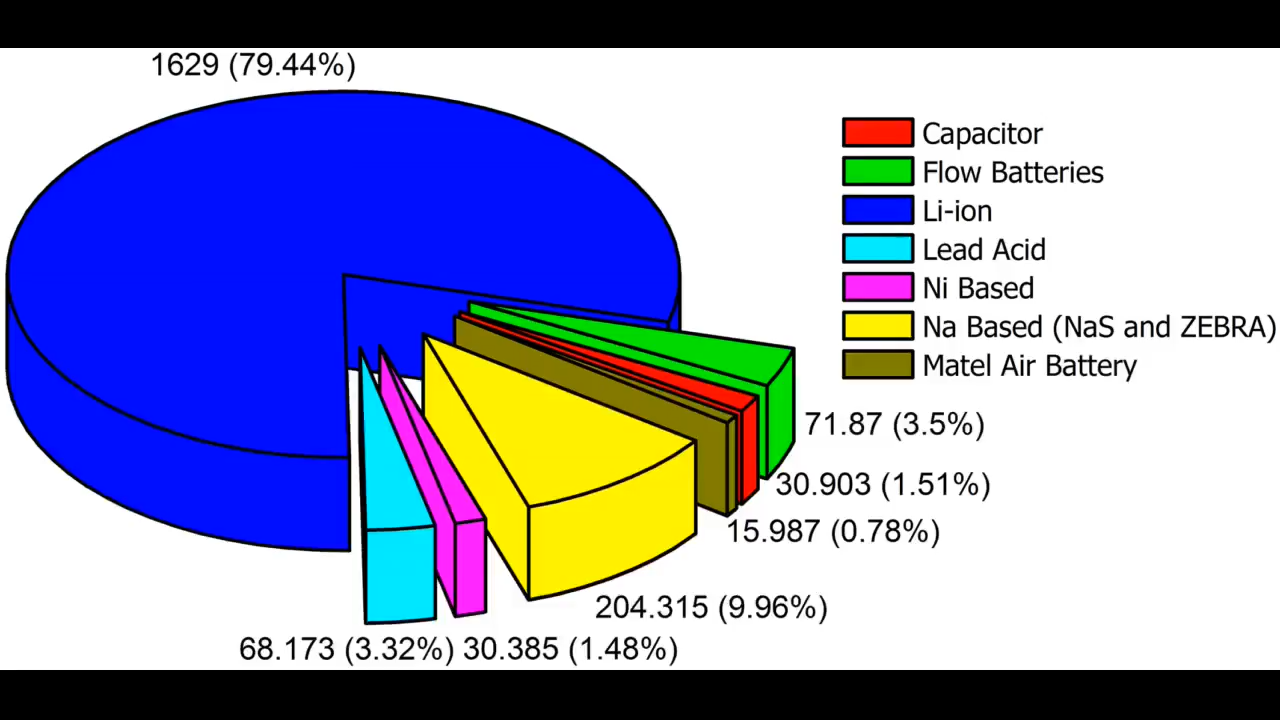 1629 (79.44%)
Capacitor
Flow Batteries
Li-ion
Lead Acid
Ni Based
Na Based (NaS and ZEBRA)
Matel Air Battery
71.87 (3.5%)
30.903 (1.51%)
15.987 (0.78%)
204.315 (9.96%)
68.173 (3.32%) 30.385 (1.48%)